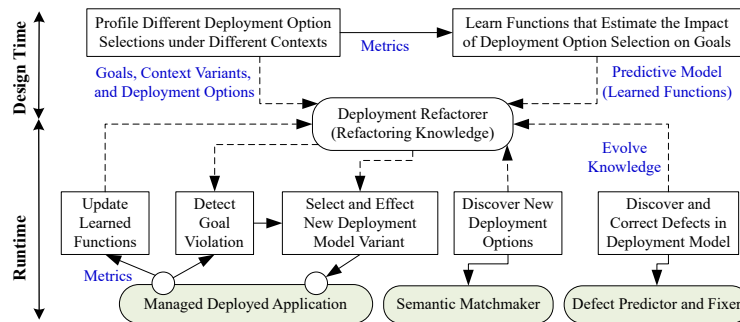 Design Time
Profile Different Deployment Option
Selections under Different Contexts
Metrics
Learn Functions that Estimate the Impact
of Deployment Option Selection on Goals
Goals, Context Variants,
and Deployment Options
Predictive Model
(Learned Functions)
Deployment Refactorer
(Refactoring Knowledge)
Runtime
Evolve
Knowledge
Update
Learned
Functions
Detect
Goal
Violation
Select and Effect
New Deployment
Model Variant
Discover New
Deployment
Options
Discover and
Correct Defects in
Deployment Model
Metrics
Managed Deployed Application
Semantic Matchmaker
Defect Predictor and Fixer